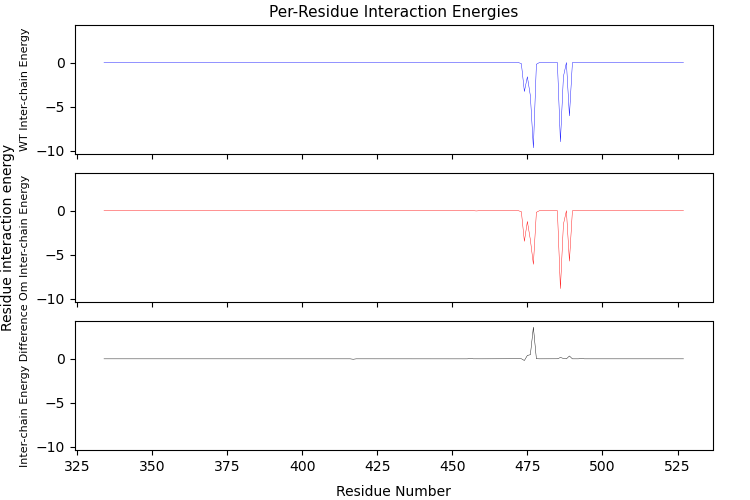 Per-Residue Interaction Energies
Residue interaction energy
WT Inter-chain Energy
0
−5
−10
Om Inter-chain Energy
0
−5
−10
Inter-chain Energy Difference
0
−5
−10
325 350 375 400 425 450 475 500 525
Residue Number